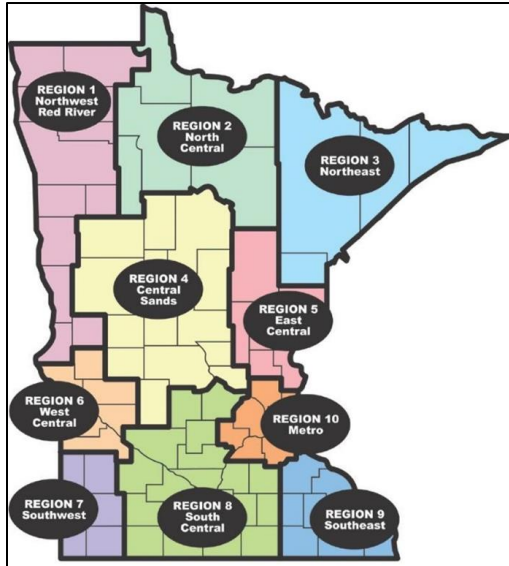 REGION 1
Northwest
Red River
REGION 2
North
Central
REGION 3
Northeast
REGION 4
Central
Sands
REGION 5
East
Central
REGION 6
West
Central
REGION 10
Metro
REGION 7
Southwest
REGION 8
South
Central
REGION 9
Southeast